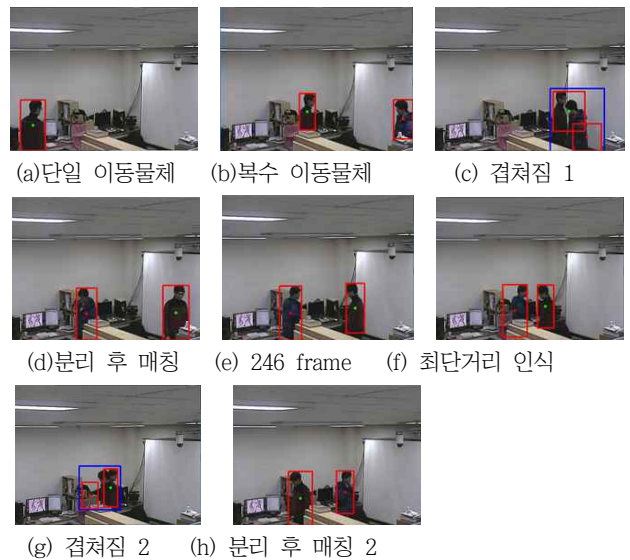 (a)단일 이동물체 (b)복수 이동물체 (c) 겹쳐짐 1
(d)분리 후 매칭 (e) 246 frame (f) 최단거리 인식
(g) 겹쳐짐 2 (h) 분리 후 매칭 2